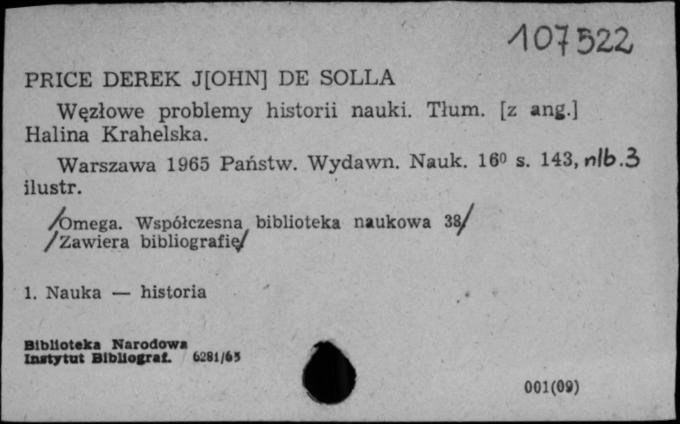 107522
PRICE DEREK J[OHN] DE SOLLA
Węzłowe problemy historii nauki. Tłum. [z ang.]
Halina Krahelska.
Warszawa 1965 Państw. Wydawn. Nauk. 16⁰ s. 143, nlb. 3
ilustr.
/Omega. Współczesna biblioteka naukowa 38/
/Zawiera bibliografię/
1. Nauka — historia
Biblioteka Narodowa
Instytut Bibliograf. 6281/65
001(09)